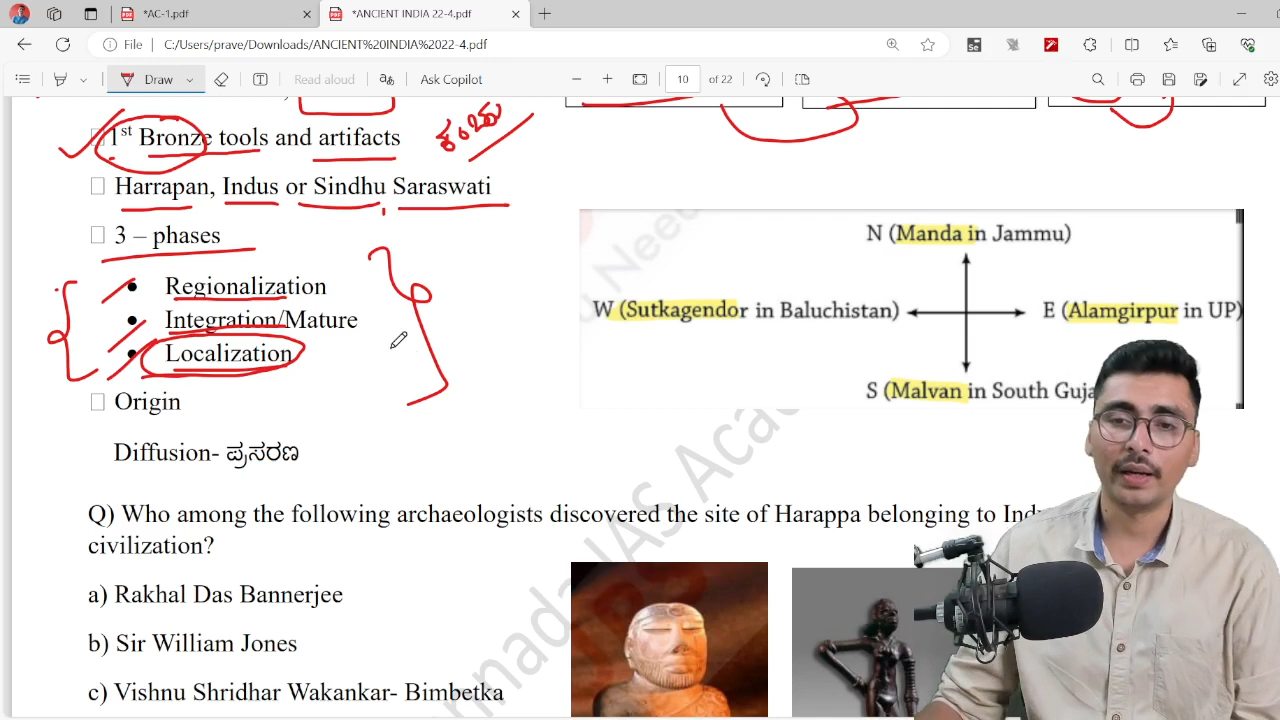 *AC-1.pdf
*ANCIENT INDIA 22-4.pdf
File C:/Users/prave/Downloads/ANCIENT%20INDIA%2022-4.pdf
Draw Read aloud Ask Copilot 10 of 22
1st Bronze tools and artifacts ಕಂಚು
Harrapan, Indus or Sindhu Saraswati
3 – phases
Regionalization
Integration/Mature
Localization
N (Manda in Jammu)
W (Sutkagendor in Baluchistan) E (Alamgirpur in UP)
S (Malvan in South Guja
Origin
Diffusion- ಪ್ರಸರಣ
Q) Who among the following archaeologists discovered the site of Harappa belonging to Indu
civilization?
a) Rakhal Das Bannerjee
b) Sir William Jones
c) Vishnu Shridhar Wakankar- Bimbetka